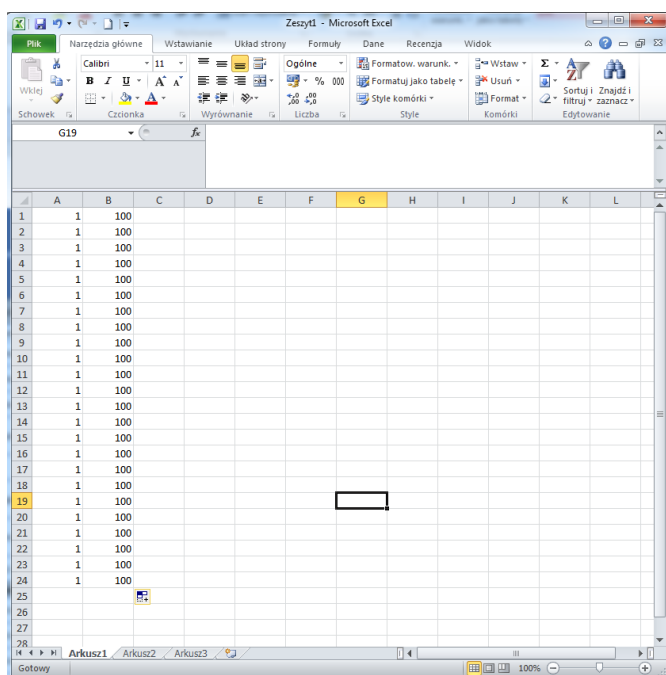 Zeszyt1 - Microsoft Excel
Plik Narzędzia główne Wstawianie Układ strony Formuły Dane Recenzja Widok
Wklej
Schowek
Calibri 11
B I U
A A
A
Czcionka
Wyrównanie
Ogólne
% 000
,00 ,0
Liczba
Formatow. warunk.
Formatuj jako tabelę
Style komórki
Style
Wstaw
Usuń
Format
Komórki
Σ
Sortuj i filtruj
Znajdź i zaznacz
Edytowanie
G19 fx
A B C D E F G H I J K L
1 1 100
2 1 100
3 1 100
4 1 100
5 1 100
6 1 100
7 1 100
8 1 100
9 1 100
10 1 100
11 1 100
12 1 100
13 1 100
14 1 100
15 1 100
16 1 100
17 1 100
18 1 100
19 1 100
20 1 100
21 1 100
22 1 100
23 1 100
24 1 100
25
26
27
28
Arkusz1 Arkusz2 Arkusz3
Gotowy 100%